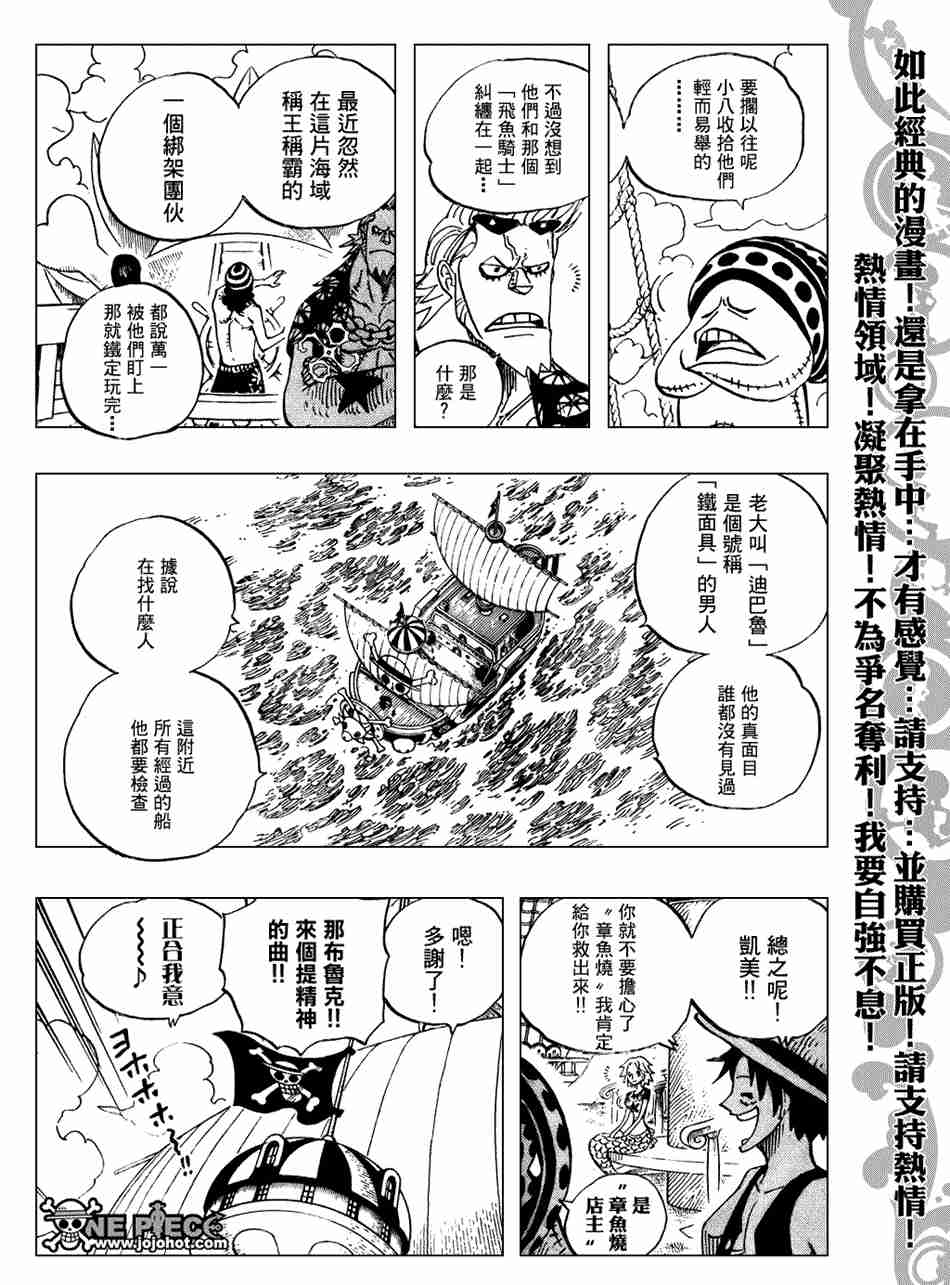 如此經典的漫畫！還是拿在手中…才有感覺…請支持…並購買正版！請支持熱情！
熱情領域！凝聚熱情！不為爭名奪利！我要自強不息！
要擱以往呢
小八收拾他們
輕而易舉的
………
不過沒想到
他們和那個
「飛魚騎士」
糾纏在一起…
那是
什麼?
最近忽然
在這片海域
稱王稱霸的
一個綁架團伙
都說萬一
被他們盯上
那就鐵定玩完…
老大叫「迪巴魯」
是個號稱
「鐵面具」的男人
他的真面目
誰都沒有見過
據說
在找什麼人
這附近
所有經過的船
他都要檢查
總之呢！
凱美!!
你就不要擔心了
〝章魚燒〞我肯定
給你救出來!!
是
〝章魚燒
店主〞
嗯！
多謝了！
那布魯克!!
來個提精神
的曲!!
正合我意
～～～♪
ヨホホホ…!!
ONE PIECE
www.jojohot.com